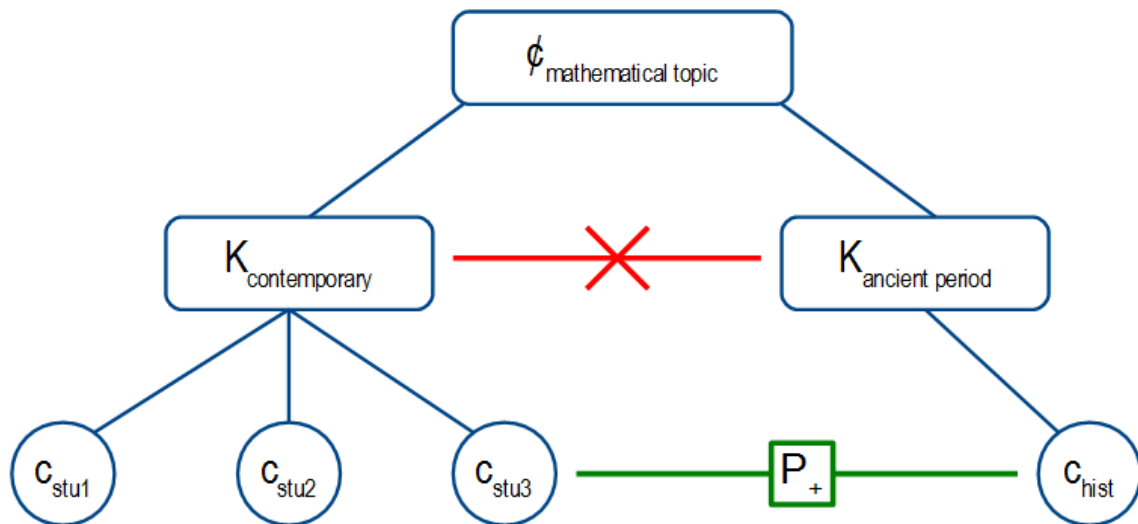 ¢mathematical topic
Kcontemporary
Kancient period
cstu1
cstu2
cstu3
P+
chist